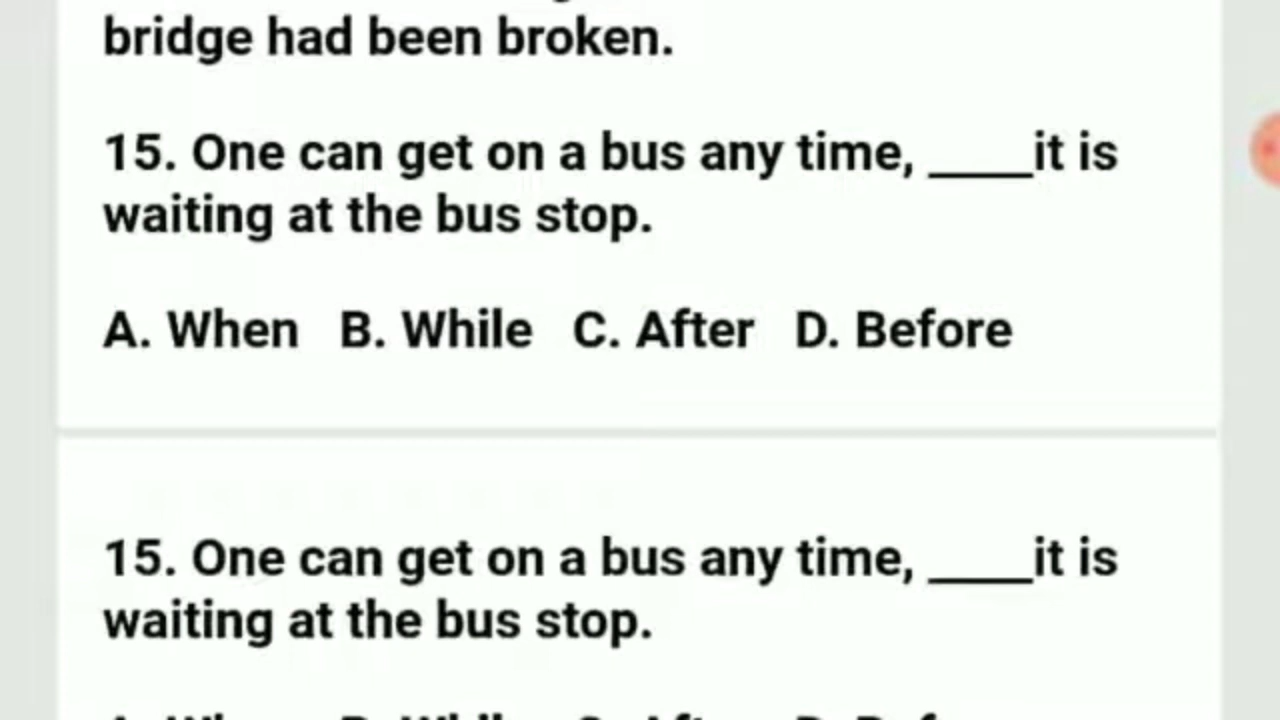 bridge had been broken.
15. One can get on a bus any time, ____it is
waiting at the bus stop.
A. When B. While C. After D. Before
15. One can get on a bus any time, ____it is
waiting at the bus stop.